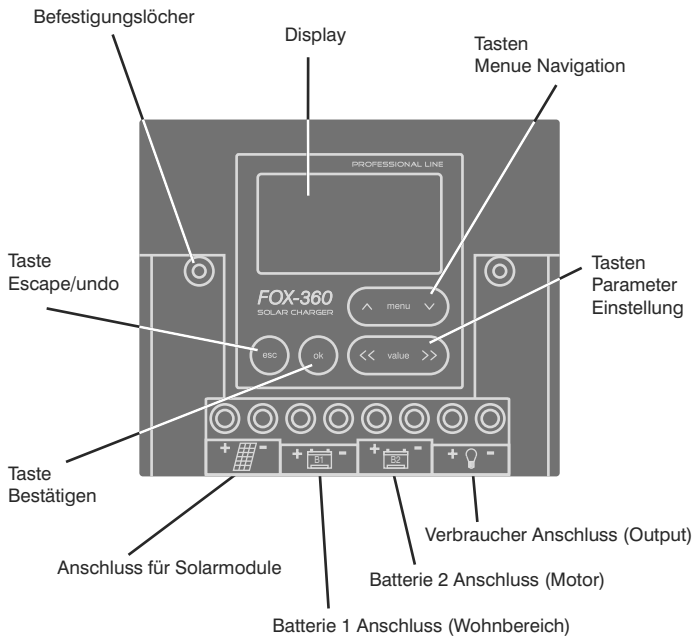 Befestigungslöcher
Display
Tasten
Menue Navigation
PROFESSIONAL LINE
Taste
Escape/undo
Tasten
Parameter
Einstellung
FOX-360
SOLAR CHARGER
menu
esc
ok
<< value >>
+ - + B1 - + B2 - + -
Taste
Bestätigen
Verbraucher Anschluss (Output)
Anschluss für Solarmodule
Batterie 2 Anschluss (Motor)
Batterie 1 Anschluss (Wohnbereich)